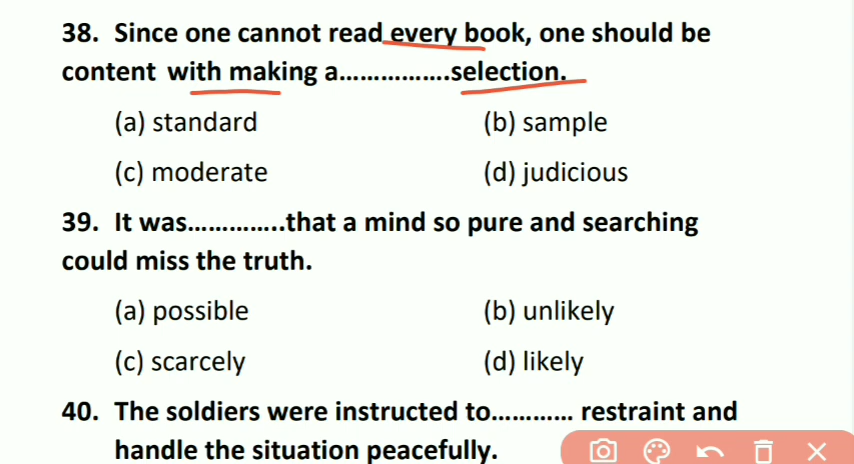 38. Since one cannot read every book, one should be
content with making a................selection.
(a) standard (b) sample
(c) moderate (d) judicious
39. It was..............that a mind so pure and searching
could miss the truth.
(a) possible (b) unlikely
(c) scarcely (d) likely
40. The soldiers were instructed to............ restraint and
handle the situation peacefully.